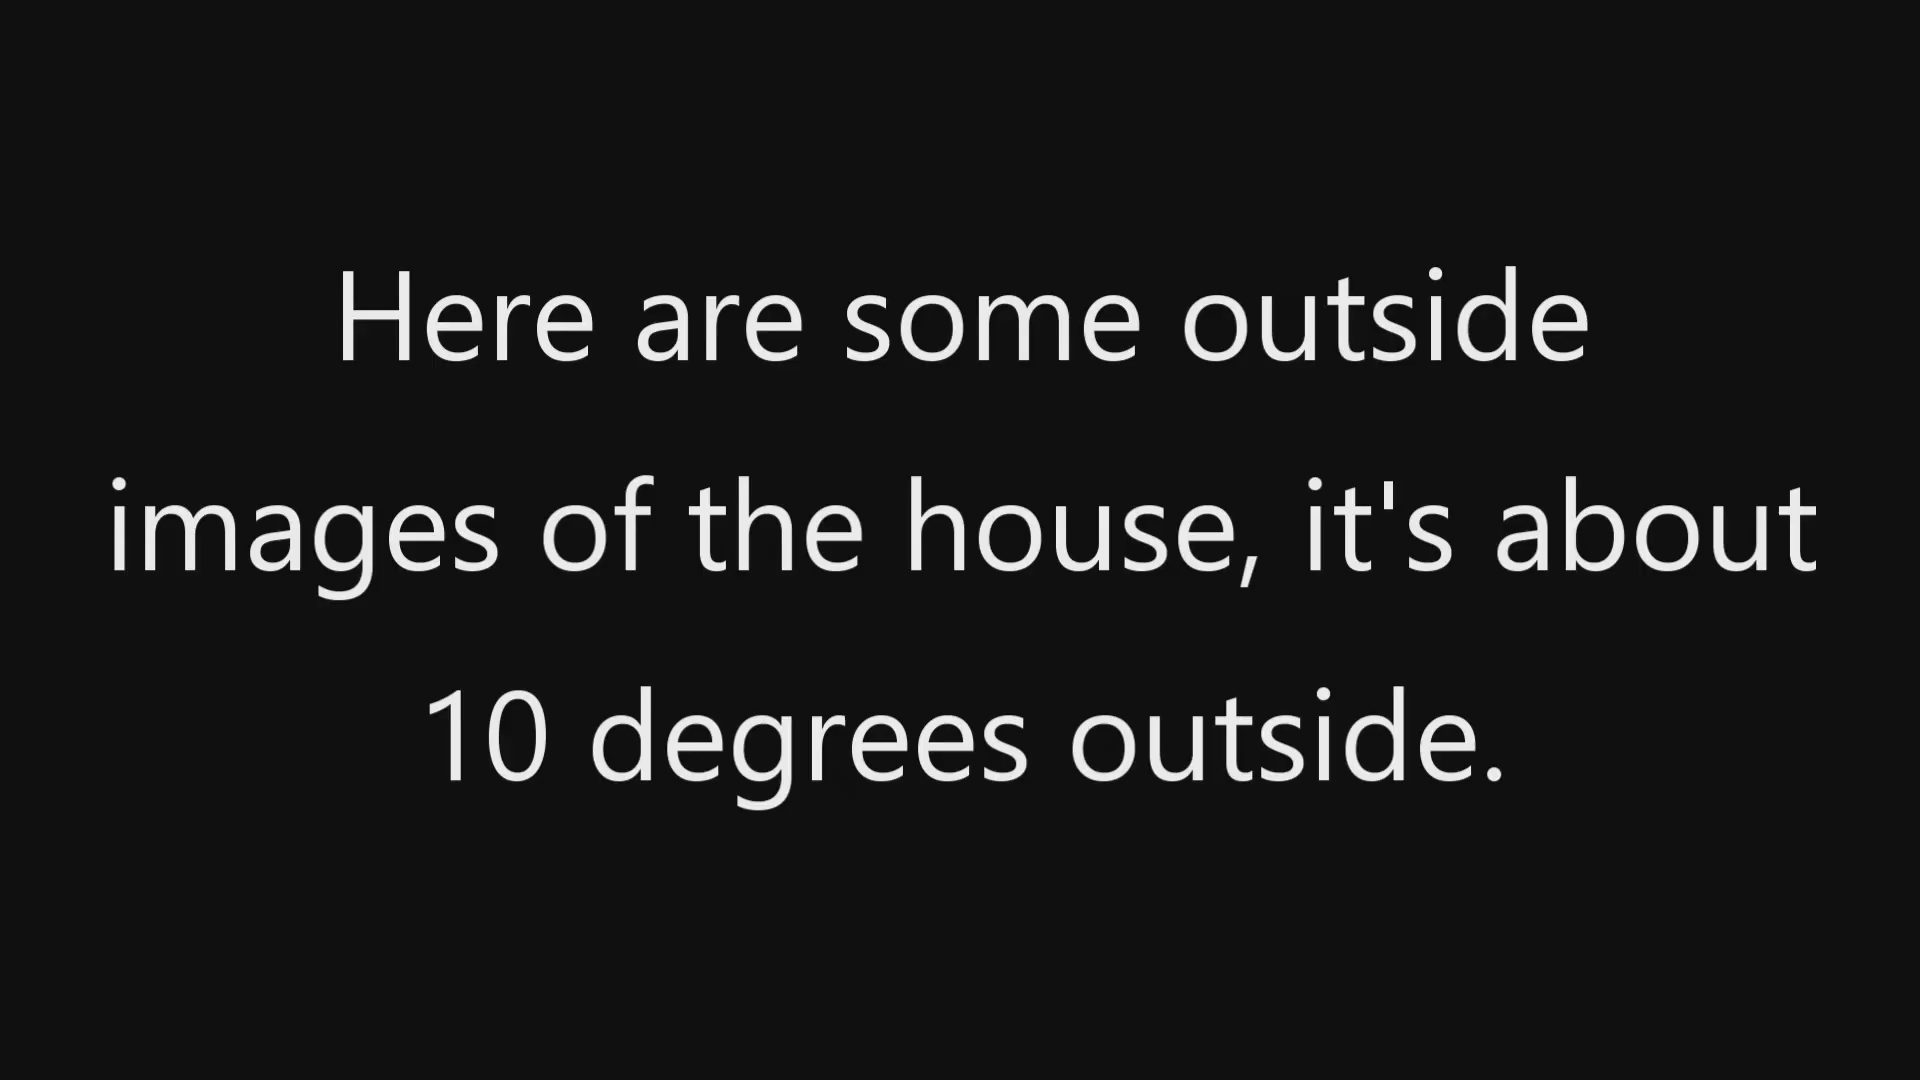 Here are some outside
images of the house, it's about
10 degrees outside.